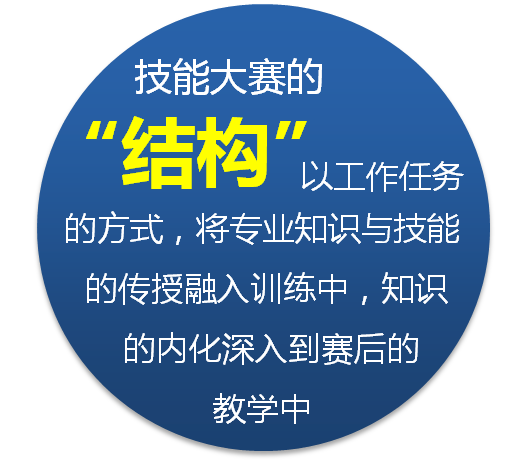 技能大赛的
“结构”以工作任务
的方式，将专业知识与技能
的传授融入训练中，知识
的内化深入到赛后的
教学中